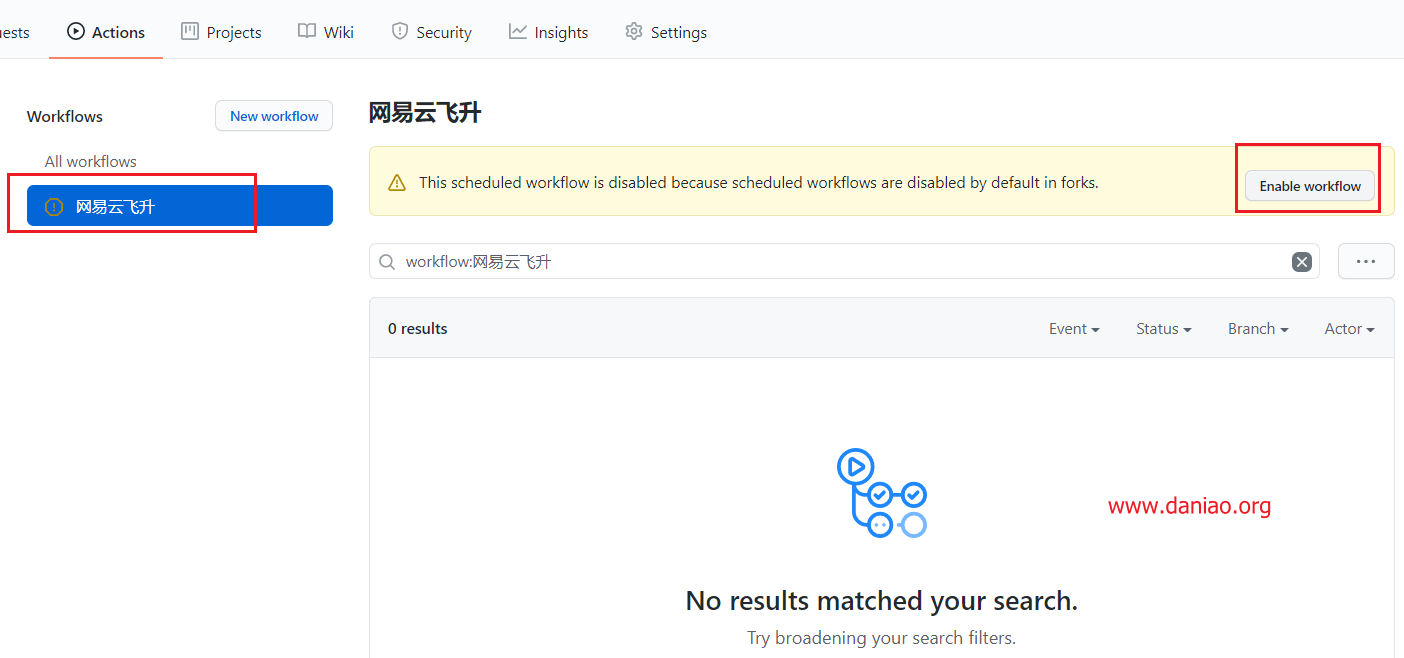 ests Actions Projects Wiki Security Insights Settings
Workflows
New workflow
All workflows
网易云飞升
网易云飞升
This scheduled workflow is disabled because scheduled workflows are disabled by default in forks.
Enable workflow
workflow:网易云飞升
0 results
Event Status Branch Actor
www.daniao.org
No results matched your search.
Try broadening your search filters.